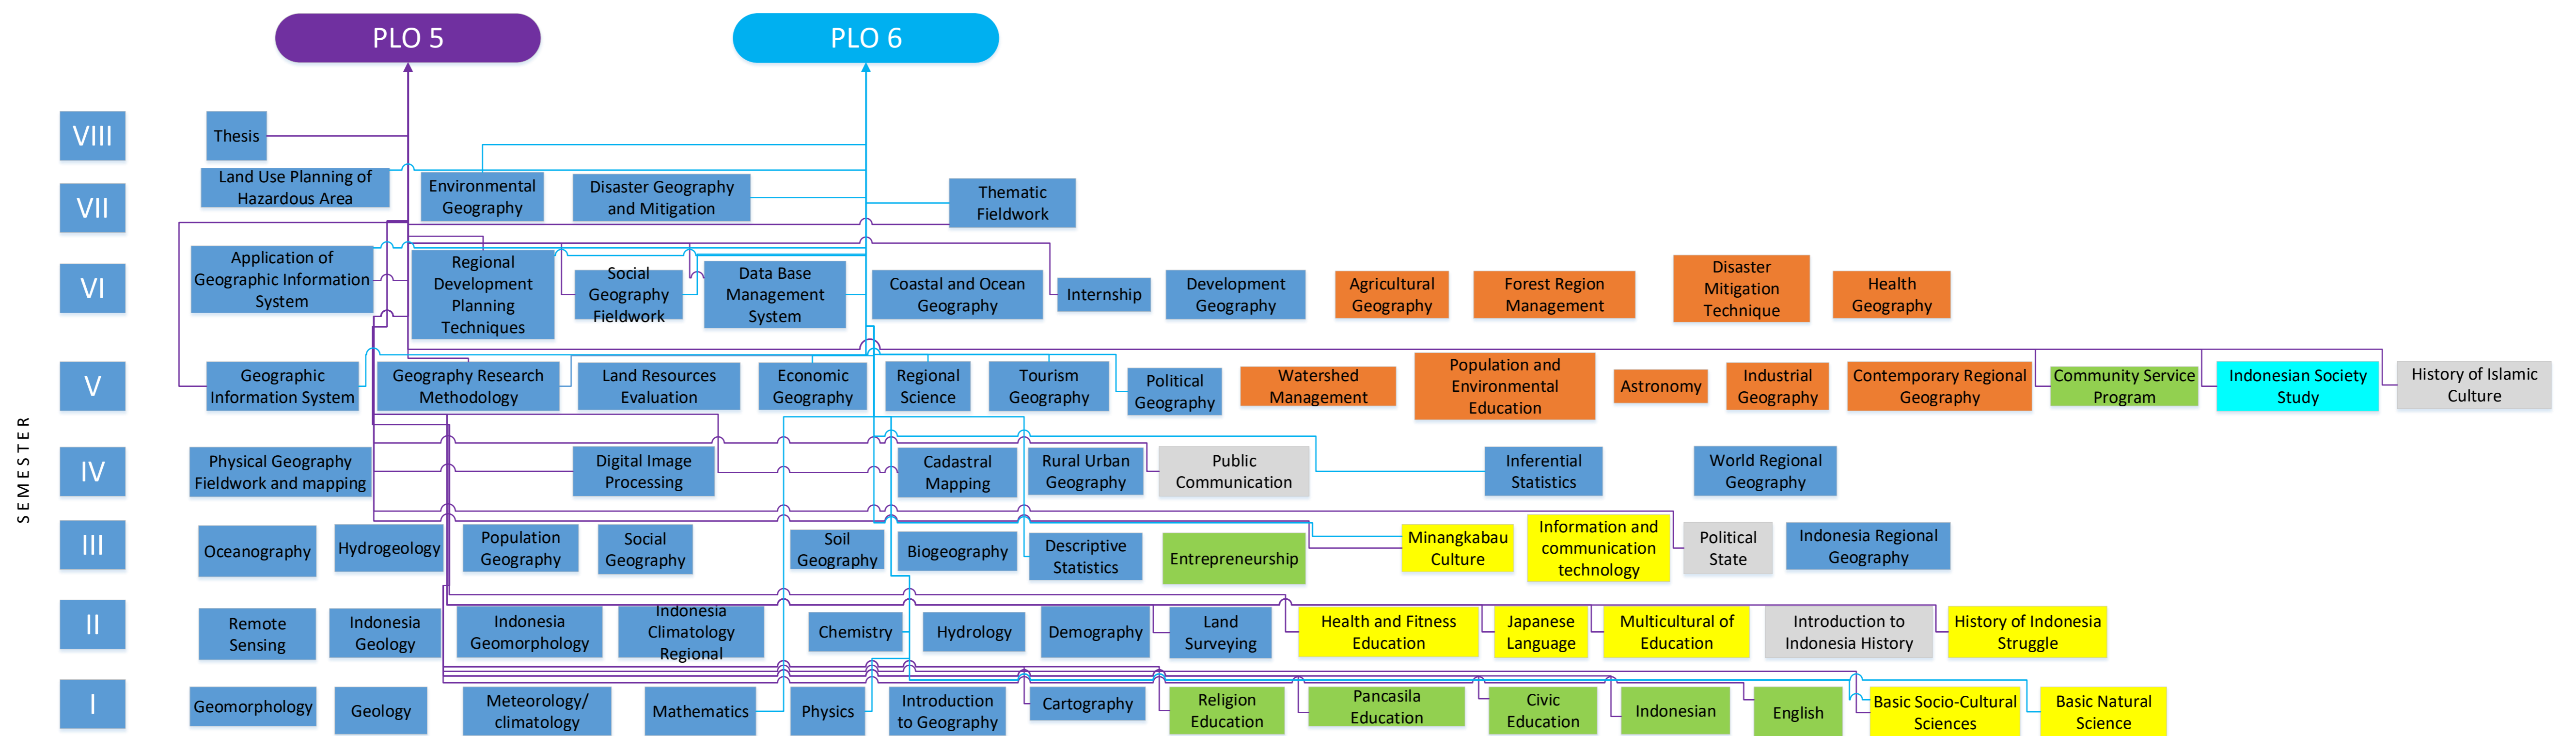 PLO 5
PLO 6
SEMESTER
VIII
Thesis
VII
Land Use Planning of
Hazardous Area
Environmental
Geography
Disaster Geography
and Mitigation
Thematic
Fieldwork
VI
Application of
Geographic Information
System
Regional
Development
Planning
Techniques
Social
Geography
Fieldwork
Data Base
Management
System
Coastal and Ocean
Geography
Internship
Development
Geography
Agricultural
Geography
Forest Region
Management
Disaster
Mitigation
Technique
Health
Geography
V
Geographic
Information System
Geography Research
Methodology
Land Resources
Evaluation
Economic
Geography
Regional
Science
Tourism
Geography
Political
Geography
Watershed
Management
Population and
Environmental
Education
Astronomy
Industrial
Geography
Contemporary Regional
Geography
Community Service
Program
Indonesian Society
Study
History of Islamic
Culture
IV
Physical Geography
Fieldwork and mapping
Digital Image
Processing
Cadastral
Mapping
Rural Urban
Geography
Public
Communication
Inferential
Statistics
World Regional
Geography
III
Oceanography
Hydrogeology
Population
Geography
Social
Geography
Soil
Geography
Biogeography
Descriptive
Statistics
Entrepreneurship
Minangkabau
Culture
Information and
communication
technology
Political
State
Indonesia Regional
Geography
II
Remote
Sensing
Indonesia
Geology
Indonesia
Geomorphology
Indonesia
Climatology
Regional
Chemistry
Hydrology
Demography
Land
Surveying
Health and Fitness
Education
Japanese
Language
Multicultural of
Education
Introduction to
Indonesia History
History of Indonesia
Struggle
I
Geomorphology
Geology
Meteorology/
climatology
Mathematics
Physics
Introduction
to Geography
Cartography
Religion
Education
Pancasila
Education
Civic
Education
Indonesian
English
Basic Socio-Cultural
Sciences
Basic Natural
Science